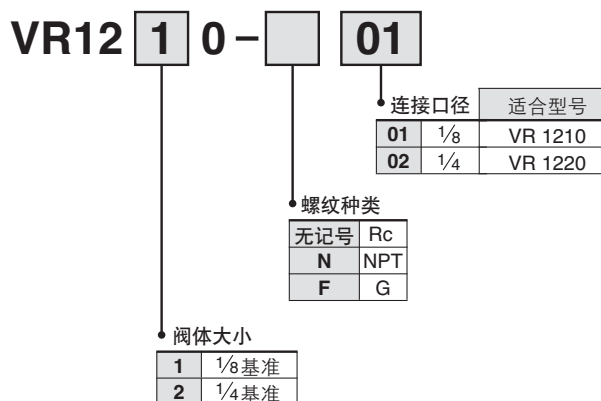 VR12 1 0 – 01
连接口径 适合型号
01 1/8 VR 1210
02 1/4 VR 1220
螺纹种类
无记号 Rc
N NPT
F G
阀体大小
1 1/8基准
2 1/4基准